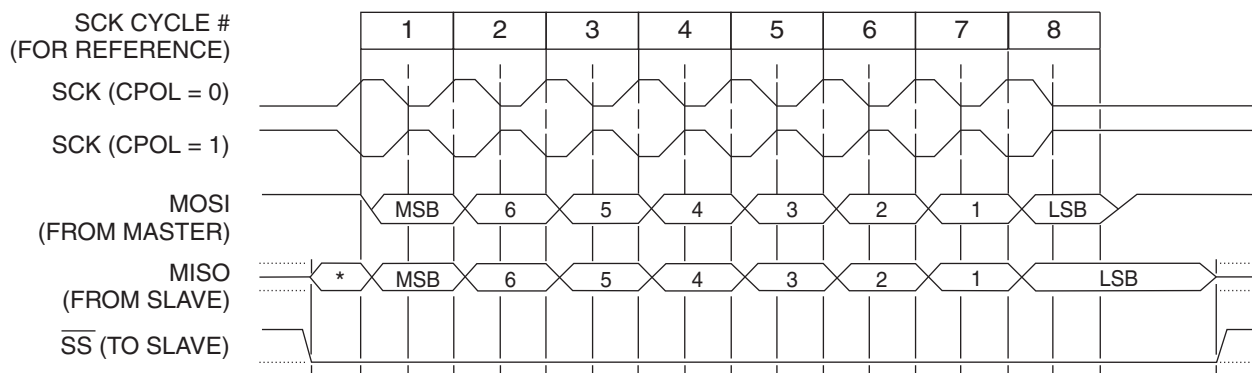 SCK CYCLE #
(FOR REFERENCE)
1 2 3 4 5 6 7 8
SCK (CPOL = 0)
SCK (CPOL = 1)
MOSI
(FROM MASTER)
MSB 6 5 4 3 2 1 LSB
MISO
(FROM SLAVE)
* MSB 6 5 4 3 2 1 LSB
SS (TO SLAVE)